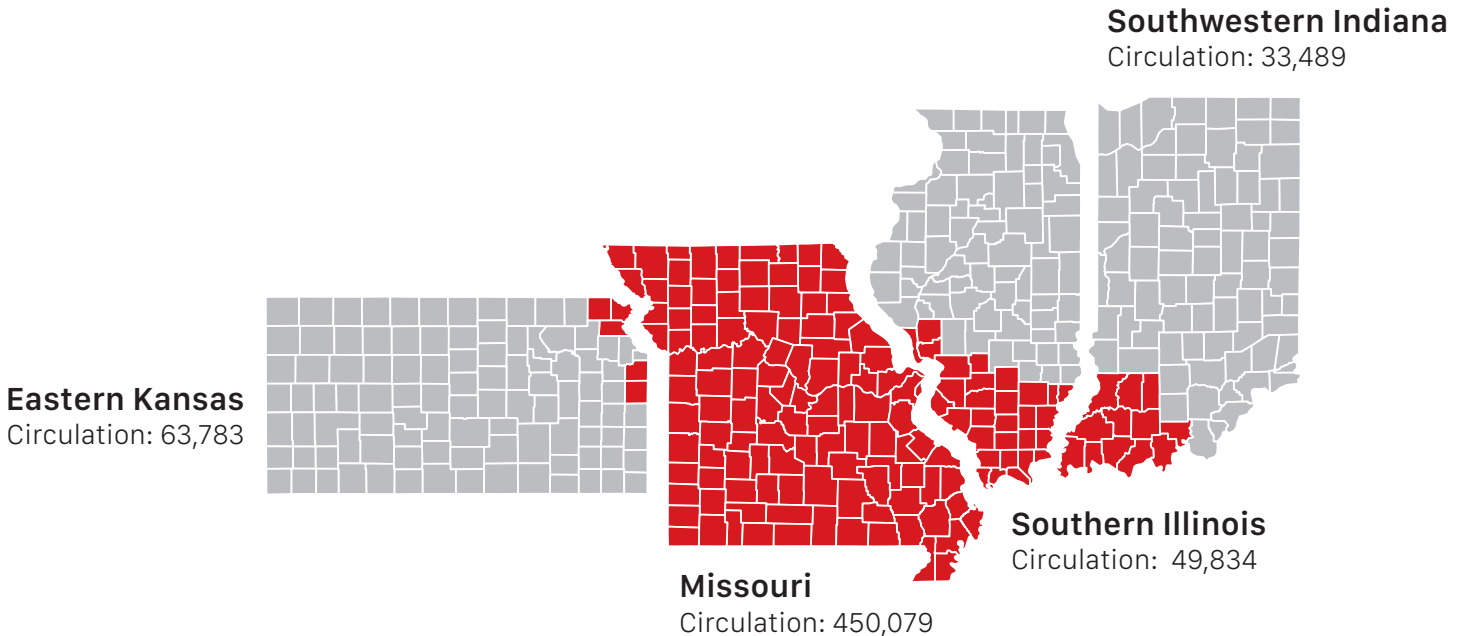 Southwestern Indiana
Circulation: 33,489
Eastern Kansas
Circulation: 63,783
Southern Illinois
Circulation: 49,834
Missouri
Circulation: 450,079